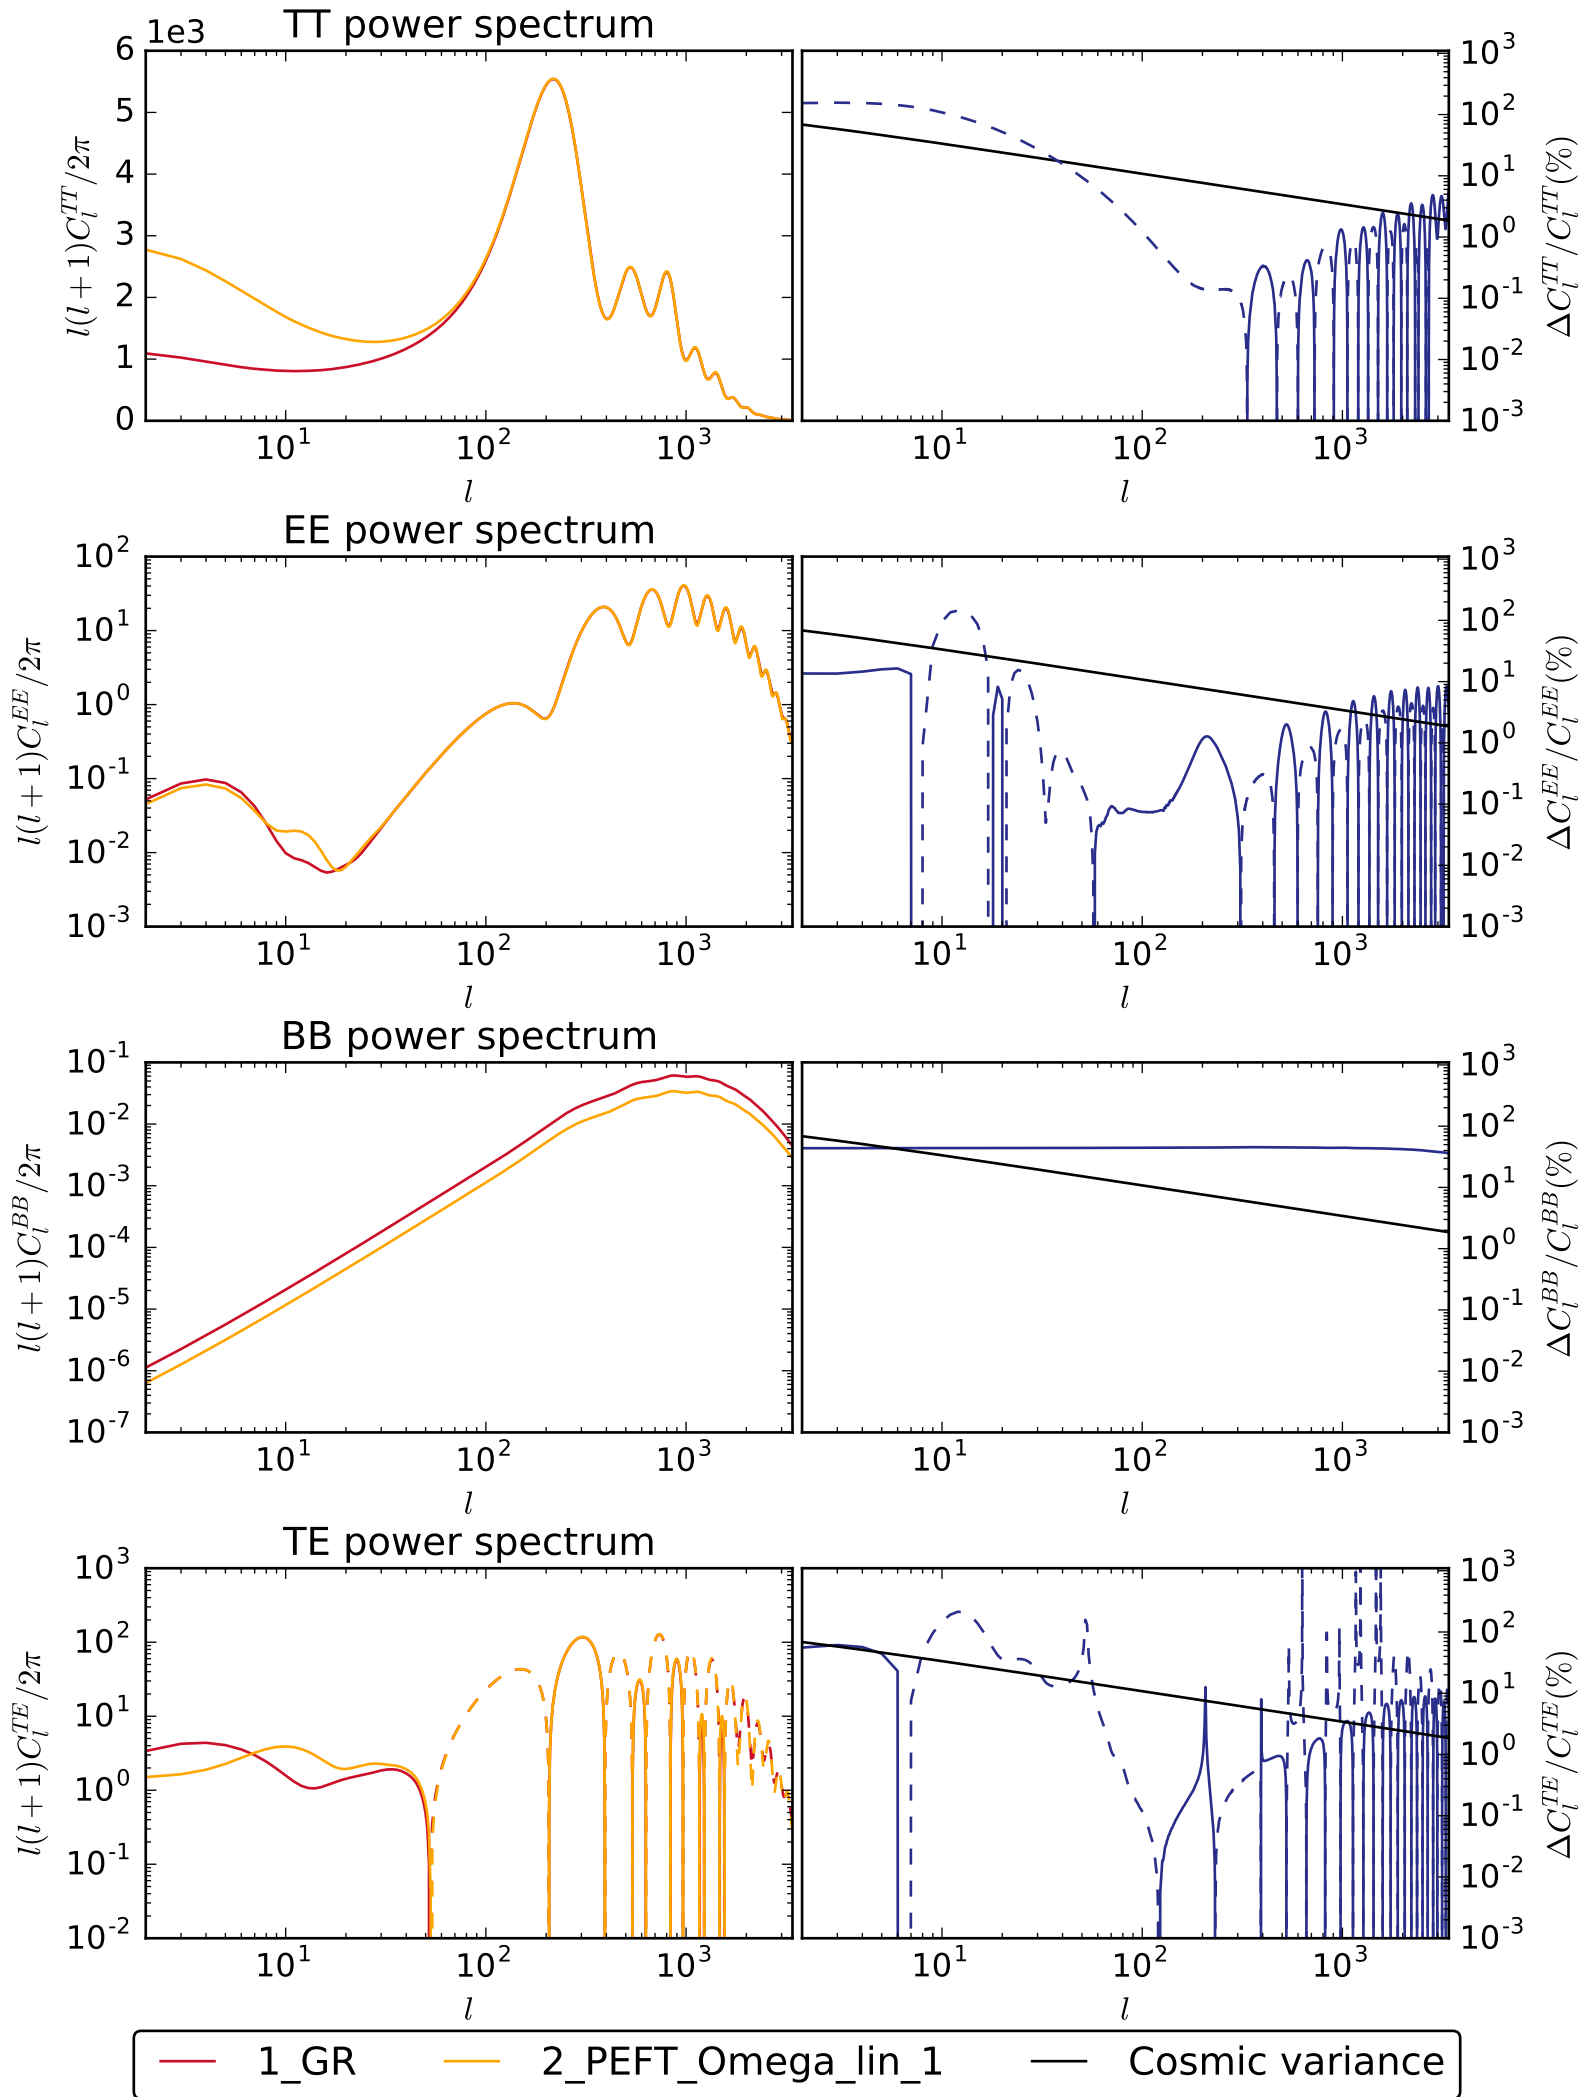 TT power spectrum
1e3
6
5
4
3
2
1
0
l(l+1)C_l^{TT}/2π
10^1 10^2 10^3
l
10^3
10^2
10^1
10^0
10^-1
10^-2
10^-3
ΔC_l^{TT}/C_l^{TT}(%)
10^1 10^2 10^3
l
EE power spectrum
10^2
10^1
10^0
10^-1
10^-2
10^-3
l(l+1)C_l^{EE}/2π
10^1 10^2 10^3
l
10^3
10^2
10^1
10^0
10^-1
10^-2
10^-3
ΔC_l^{EE}/C_l^{EE}(%)
10^1 10^2 10^3
l
BB power spectrum
10^-1
10^-2
10^-3
10^-4
10^-5
10^-6
10^-7
l(l+1)C_l^{BB}/2π
10^1 10^2 10^3
l
10^3
10^2
10^1
10^0
10^-1
10^-2
10^-3
ΔC_l^{BB}/C_l^{BB}(%)
10^1 10^2 10^3
l
TE power spectrum
10^3
10^2
10^1
10^0
10^-1
10^-2
l(l+1)C_l^{TE}/2π
10^1 10^2 10^3
l
10^3
10^2
10^1
10^0
10^-1
10^-2
10^-3
ΔC_l^{TE}/C_l^{TE}(%)
10^1 10^2 10^3
l
1_GR 2_PEFT_Omega_lin_1 Cosmic variance